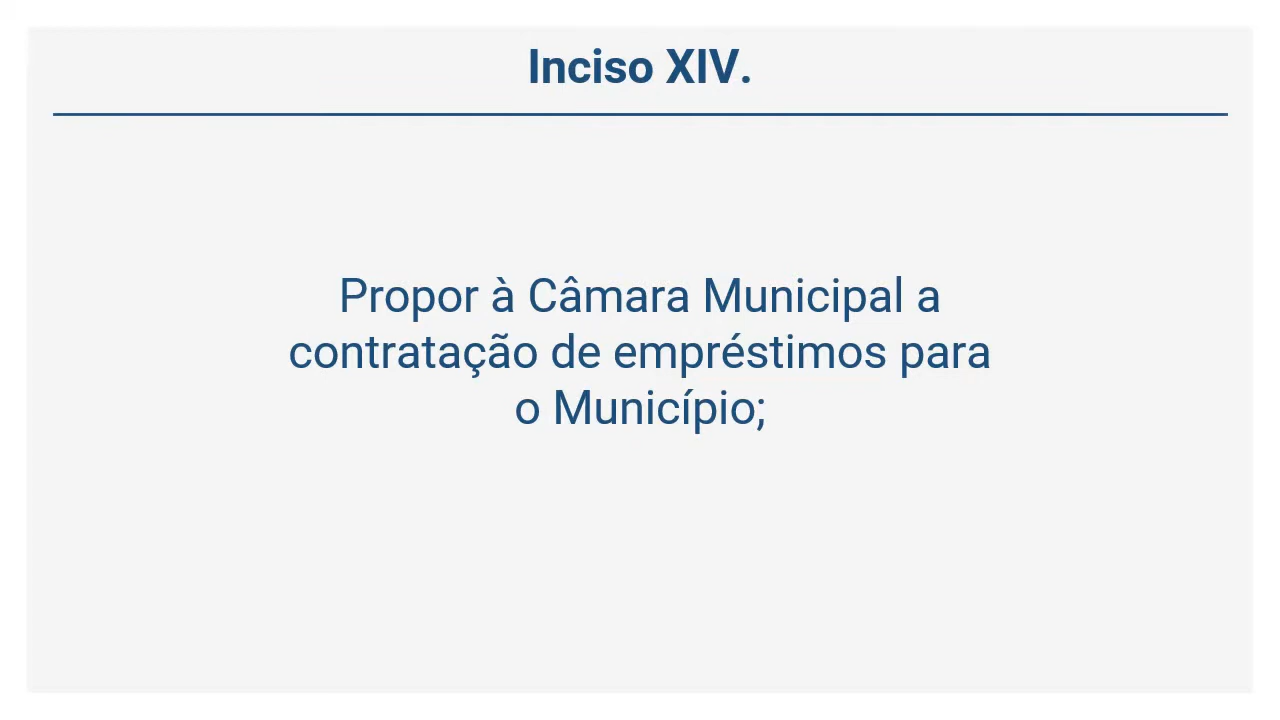 Inciso XIV.
Propor à Câmara Municipal a
contratação de empréstimos para
o Município;